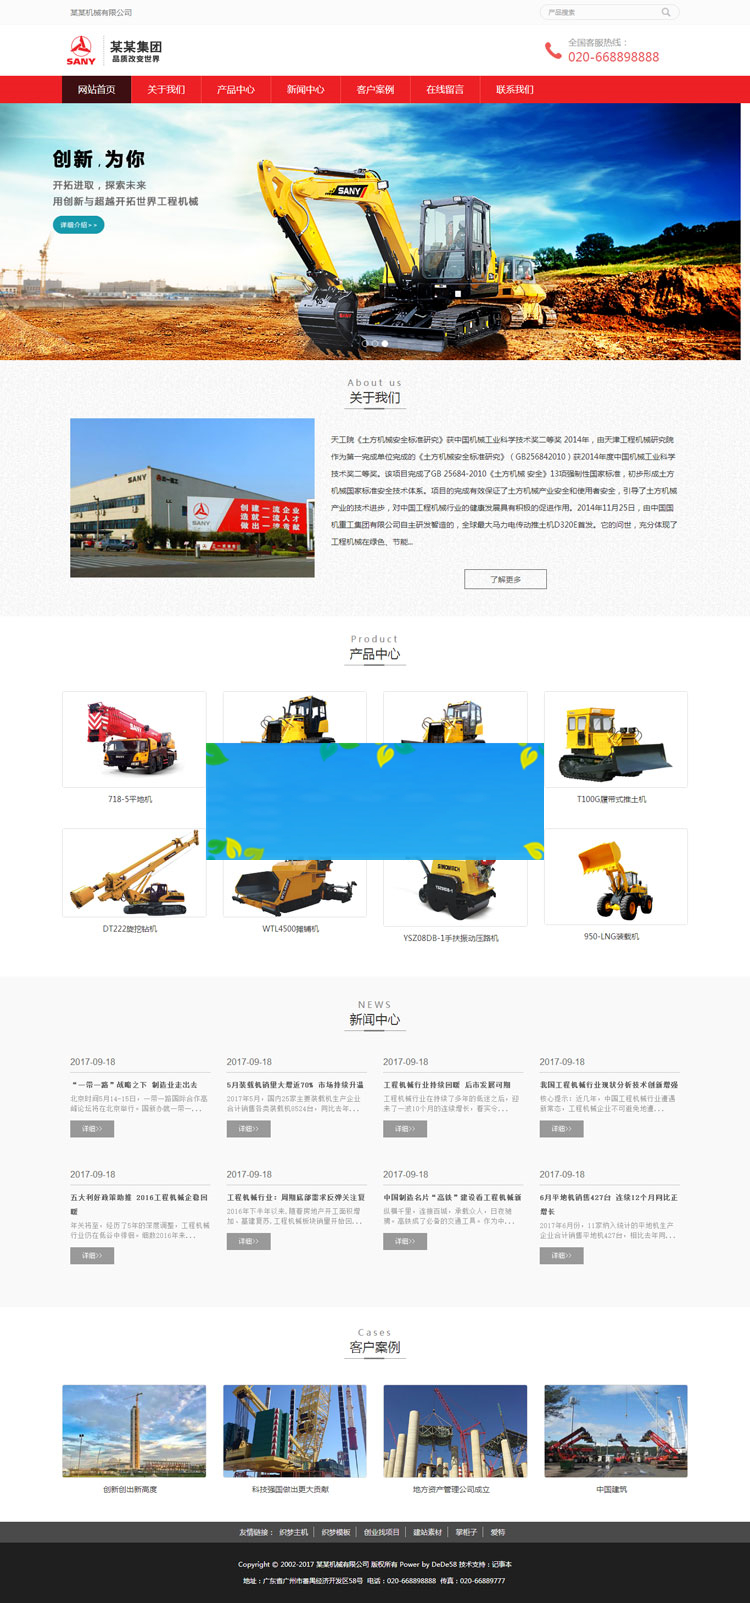 某某机械有限公司
产品搜索
SANY
某某集团
品质改变世界
全国客服热线：
020-668898888
网站首页
关于我们
产品中心
新闻中心
客户案例
在线留言
联系我们
创新,为你
开拓进取，探索未来
用创新与超越开拓世界工程机械
详细介绍>>
SANY
SANY
About us
关于我们
SANY
SANY
创建一流企业
造就一流人才
做出一流贡献
天工院《土方机械安全标准研究》获中国机械工业科学技术奖二等奖 2014年，由天津工程机械研究院
作为第一完成单位完成的《土方机械安全标准研究》（GB256842010）获2014年度中国机械工业科学
技术奖二等奖。该项目完成了GB 25684-2010《土方机械 安全》13项强制性国家标准，初步形成土方
机械国家标准安全技术体系。项目的完成有效保证了土方机械产业安全和使用者安全，引导了土方机械
产业的技术进步，对中国工程机械行业的健康发展具有积极的促进作用。2014年11月25日，由中国国
机重工集团有限公司自主研发智造的，全球最大马力电传动推土机D320E首发。它的问世，充分体现了
工程机械在绿色、节能...
了解更多
Product
产品中心
718-5平地机
T100G履带式推土机
DT222旋挖钻机
WTL4500摊铺机
SINOMACH
YSZ08DB-1手扶振动压路机
950-LNG装载机
NEWS
新闻中心
2017-09-18
“一带一路”战略之下 制造业走出去
北京时间5月14-15日，一带一路国际合作高
峰论坛将在北京举行。国新办就一带一...
详细>>
2017-09-18
5月装载机销量大增近70% 市场持续升温
2017年5月，国内25家主要装载机生产企业
合计销售各类装载机8524台，同比去年...
详细>>
2017-09-18
工程机械行业持续回暖 后市发展可期
工程机械行业在持续了多年的低迷之后，迎
来了一波10个月的连续增长，着实令...
详细>>
2017-09-18
我国工程机械行业现状分析技术创新增强
核心提示：近几年，中国工程机械行业遭遇
新常态，工程机械企业不可避免地遭...
详细>>
2017-09-18
五大利好政策助推 2016工程机械企稳回
暖
年关将至，经历了5年的深度调整，工程机械
行业仍在低谷中徘徊。细数2016年来...
详细>>
2017-09-18
工程机械行业：周期底部需求反弹关注复
2016年下半年以来，随着房地产开工面积增
加，基建复苏，工程机械板块销量开始回...
详细>>
2017-09-18
中国制造名片“高铁”建设看工程机械新
纵横千里，连接百城，承载众人，日夜驰
骋。高铁成了必备的交通工具。作为中...
详细>>
2017-09-18
6月平地机销售427台 连续12个月同比正
增长
2017年6月份，11家纳入统计的平地机生产
企业合计销售平地机427台，相比去年同...
详细>>
Cases
客户案例
创新创出新高度
科技强国做出更大贡献
地方资产管理公司成立
中国建筑
友情链接： 织梦主机 织梦模板 创业找项目 建站素材 掌柜子 爱特
Copyright © 2002-2017 某某机械有限公司 版权所有 Power by DeDe58 技术支持：记事本
地址：广东省广州市番禺经济开发区58号 电话：020-668898888 传真：020-66889777